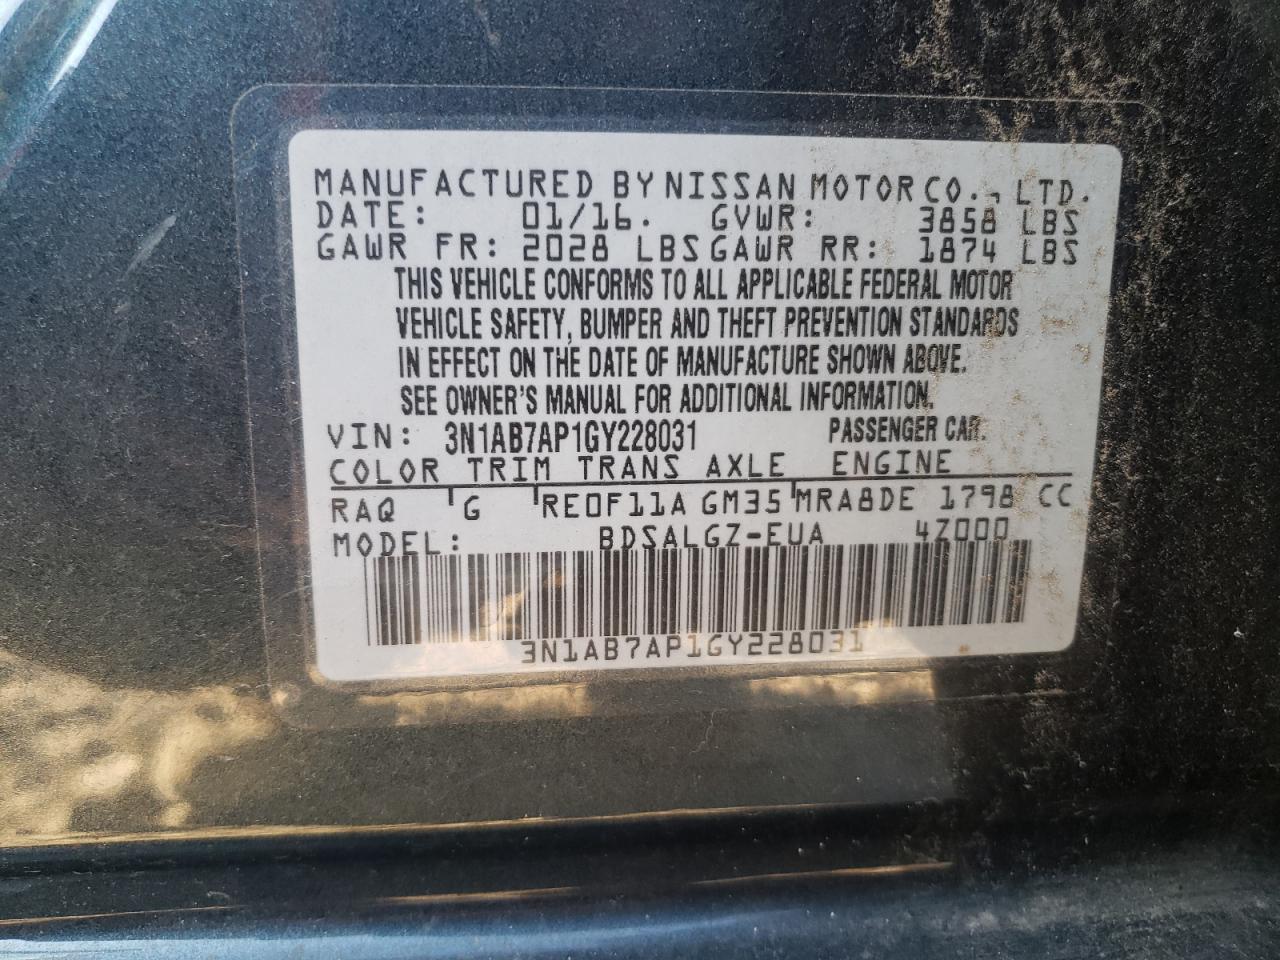 MANUFACTURED BY NISSAN MOTOR CO., LTD.
DATE: 01/16. GVWR: 3858 LBS
GAWR FR: 2028 LBS GAWR RR: 1874 LBS
THIS VEHICLE CONFORMS TO ALL APPLICABLE FEDERAL MOTOR
VEHICLE SAFETY, BUMPER AND THEFT PREVENTION STANDARDS
IN EFFECT ON THE DATE OF MANUFACTURE SHOWN ABOVE.
SEE OWNER'S MANUAL FOR ADDITIONAL INFORMATION.
VIN: 3N1AB7AP1GY228031 PASSENGER CAR.
COLOR TRIM TRANS AXLE ENGINE
RAQ G RE0F11A GM35 MRA8DE 1798 CC
MODEL: BDSALGZ-EUA 4Z000
3N1AB7AP1GY228031